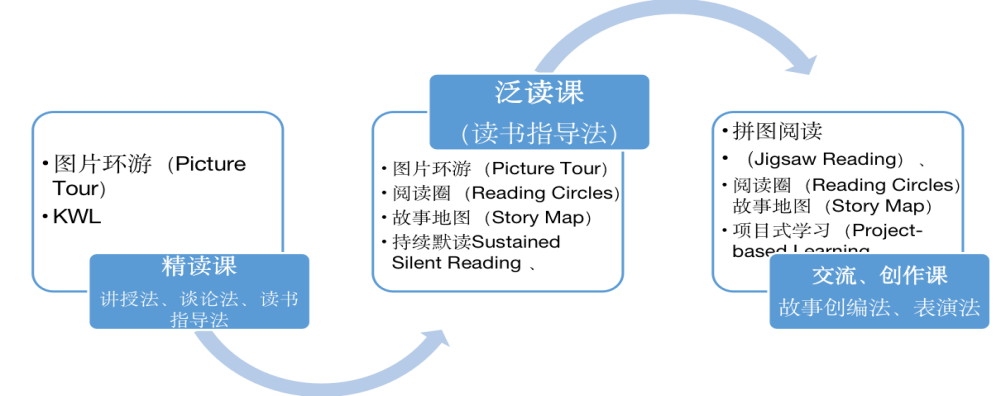 • 图片环游（Picture
Tour）
• KWL
精读课
讲授法、谈论法、读书
指导法
泛读课
（读书指导法）
• 图片环游（Picture Tour）
• 阅读圈（Reading Circles）
• 故事地图（Story Map）
• 持续默读Sustained
Silent Reading 、
• 拼图阅读
• （Jigsaw Reading）、
• 阅读圈（Reading Circles）
故事地图（Story Map）
• 项目式学习（Project-
based Learning
交流、创作课
故事创编法、表演法